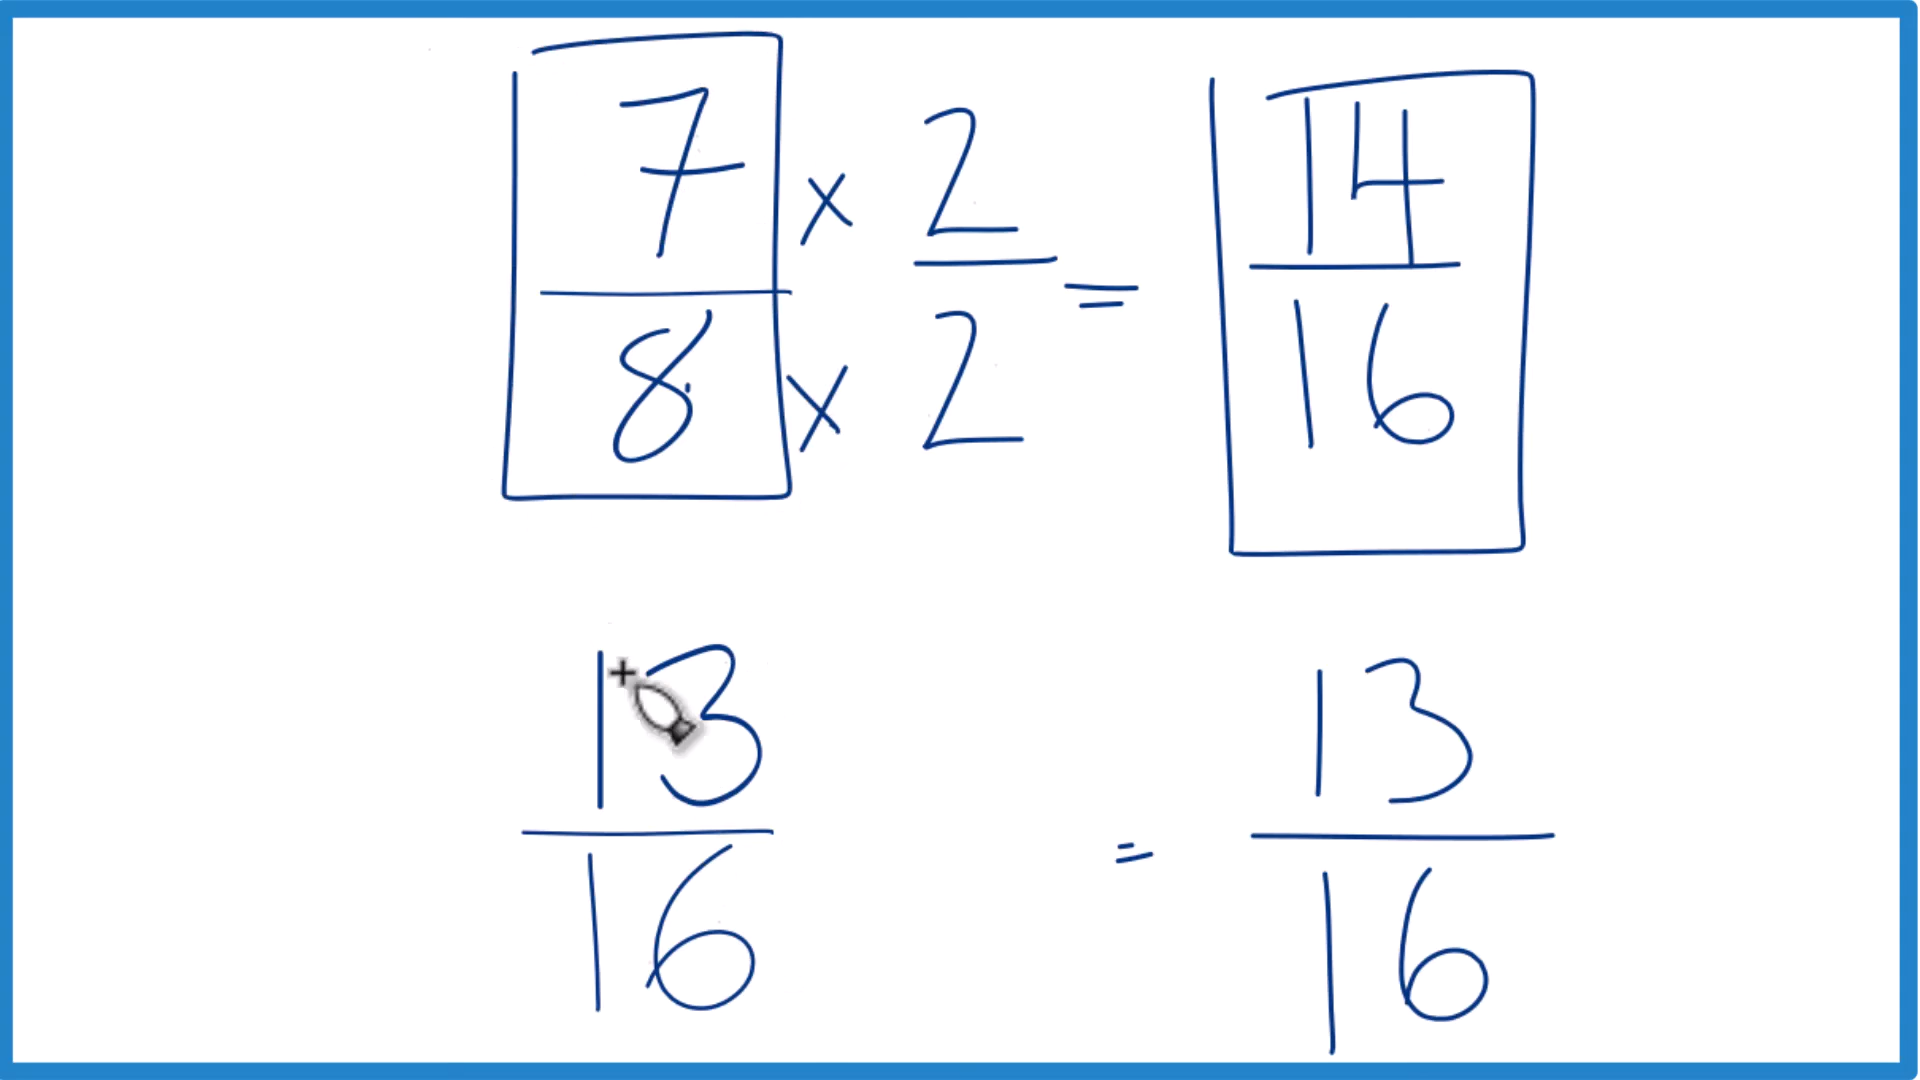 7/8 x 2/x 2 = 14/16
13/16 = 13/16